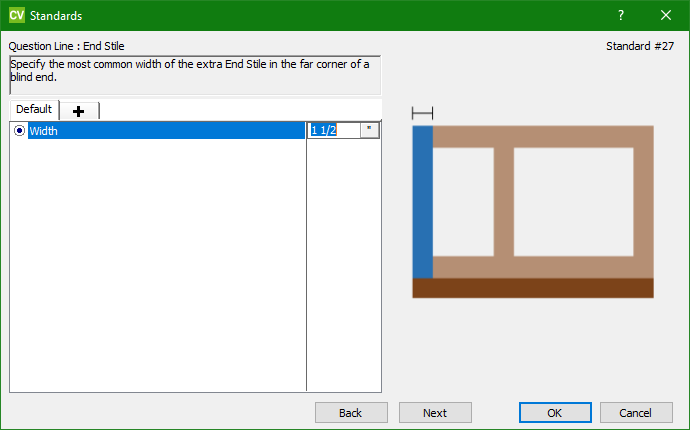 CV Standards ?
Question Line : End Stile Standard #27
Specify the most common width of the extra End Stile in the far corner of a
blind end.
Default
Width 1 1/2 "
Back Next OK Cancel